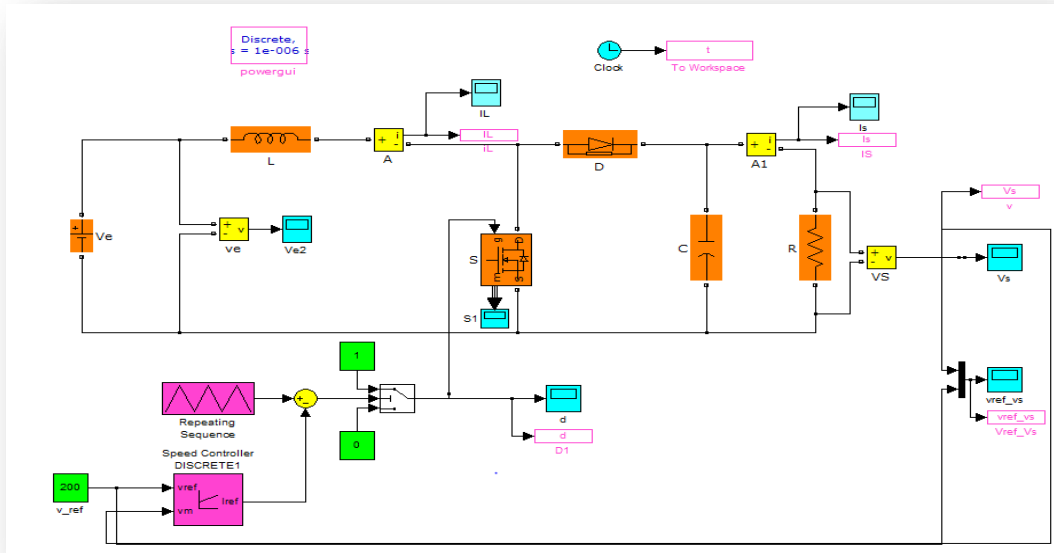 Discrete,
s = 1e-006 s
powergui
Clock
t
To Workspace
IL
IL
IL
i
+
-
A
L
D
i
+
-
A1
Is
Is
IS
Ve
+
-
v
ve
Ve2
g
D
S
m
S
S1
C
R
+
-
v
VS
Vs
v
Vs
1
0
Repeating
Sequence
+
-
d
d
D1
Speed Controller
DISCRETE1
200
v_ref
vref
vm
Iref
vref_vs
vref_vs
Vref_Vs